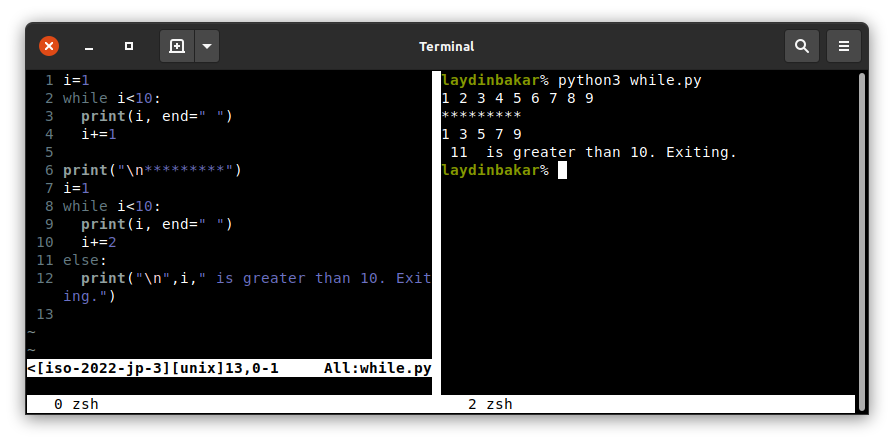 Terminal
1 i=1
2 while i<10:
3   print(i, end=" ")
4   i+=1
5
6 print("\n*********")
7 i=1
8 while i<10:
9   print(i, end=" ")
10   i+=2
11 else:
12   print("\n",i," is greater than 10. Exit
ing.")
13
~
~
<[iso-2022-jp-3][unix]13,0-1     All:while.py
0 zsh
laydinbakar% python3 while.py
1 2 3 4 5 6 7 8 9
*********
1 3 5 7 9
 11  is greater than 10. Exiting.
laydinbakar%
2 zsh